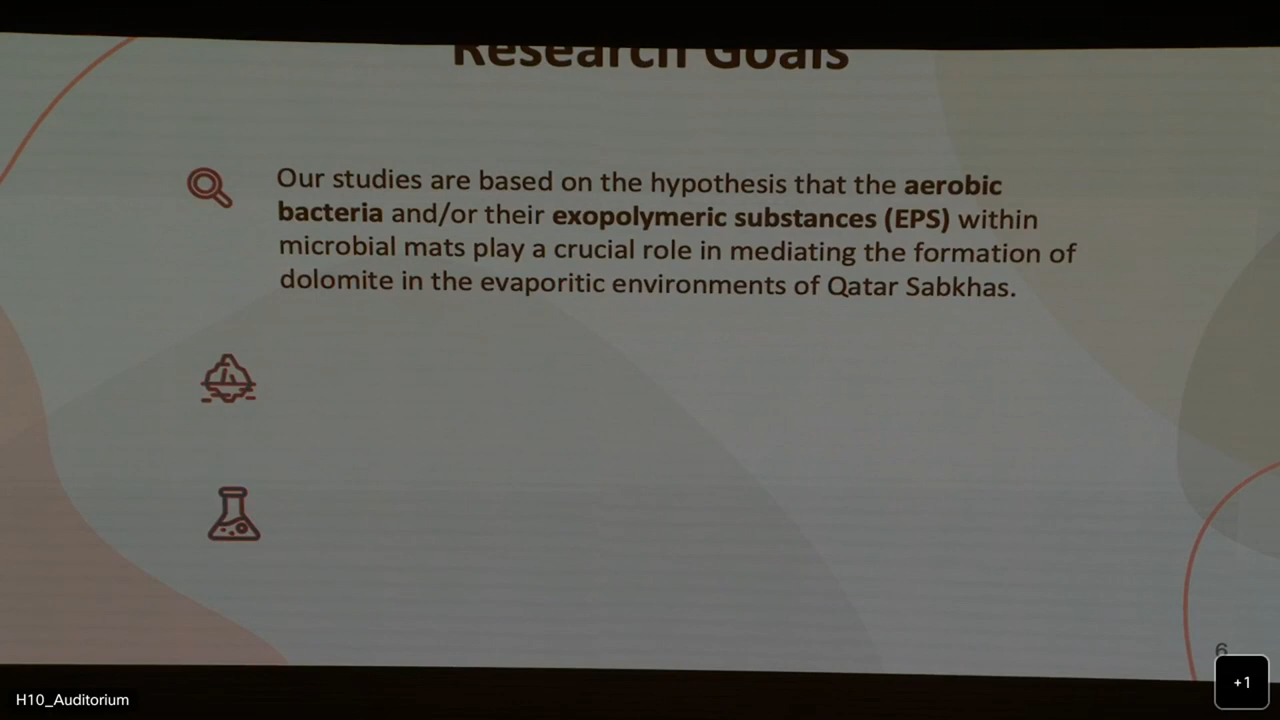 Research Goals
Our studies are based on the hypothesis that the aerobic
bacteria and/or their exopolymeric substances (EPS) within
microbial mats play a crucial role in mediating the formation of
dolomite in the evaporitic environments of Qatar Sabkhas.
6
+1
H10_Auditorium